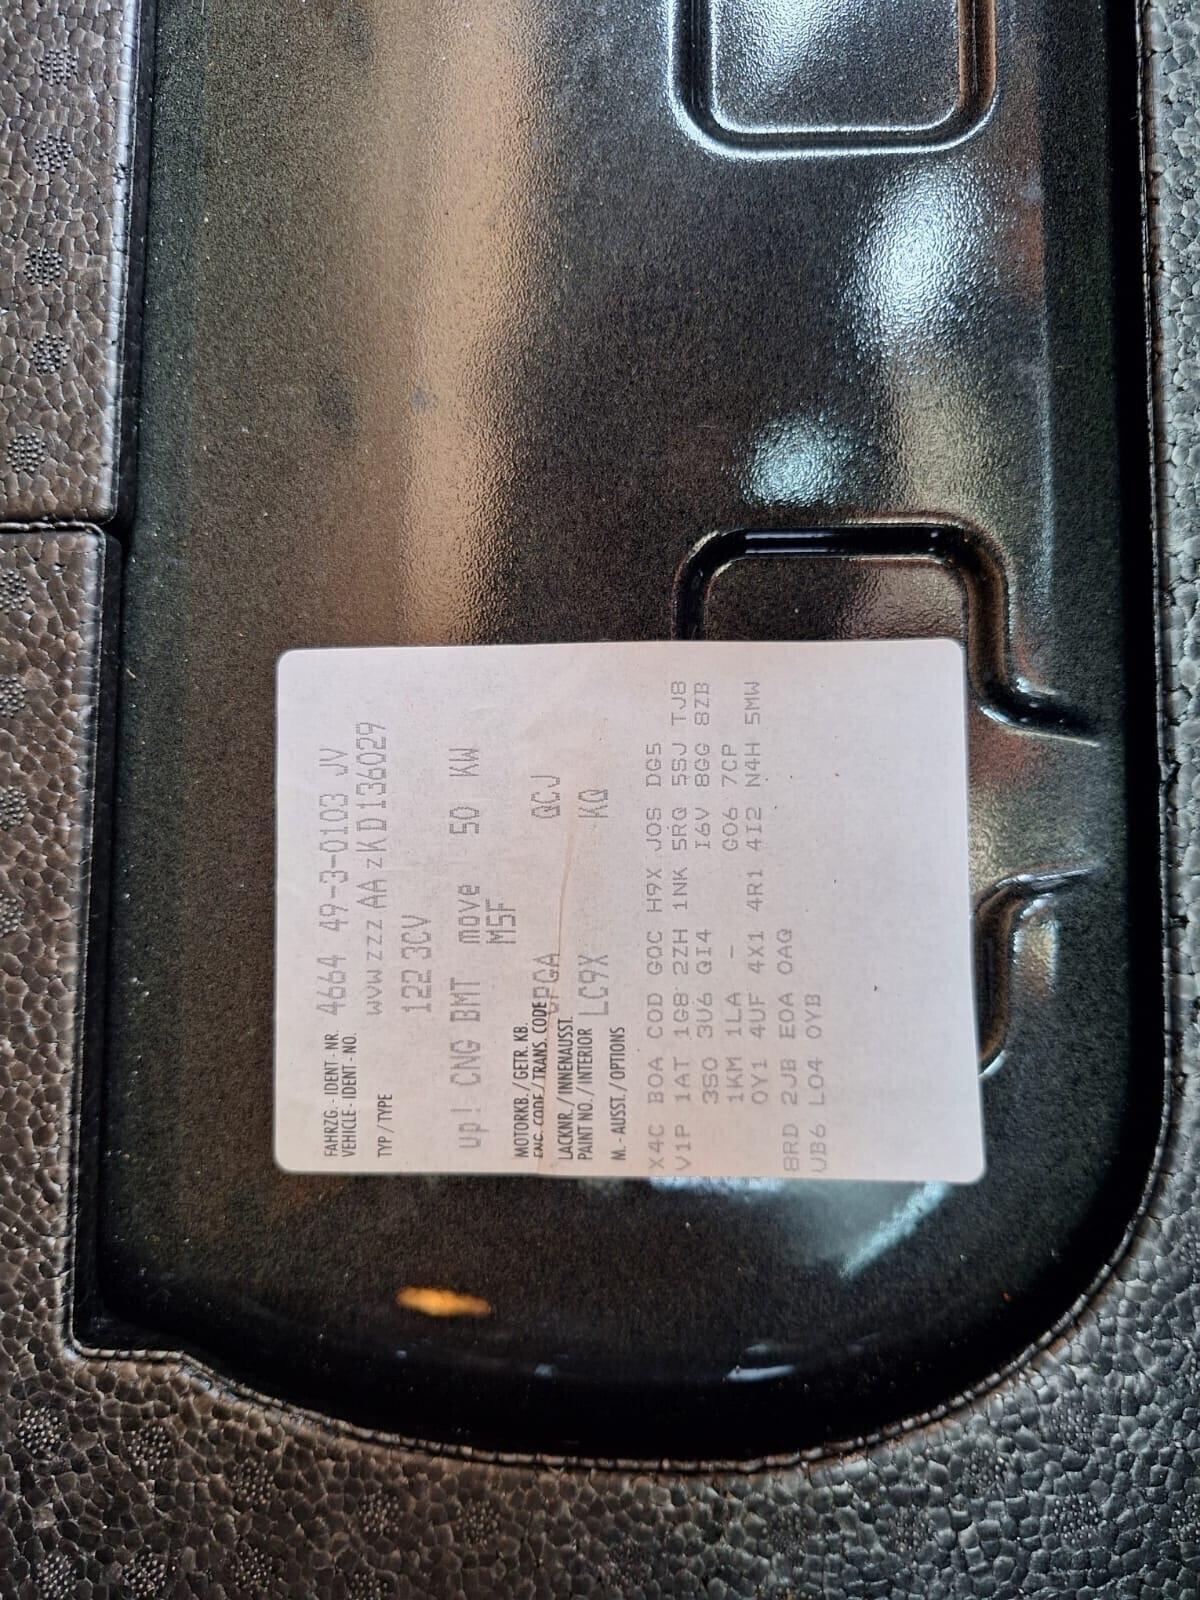 FAHRZG. - IDENT - NR. 4664 49-3-0103 JV
VEHICLE - IDENT - NO. WVWZZZ AA zKD136029
TYP / TYPE 122 3CV
up! CNG BMT move 50 KW
MSF
MOTORKB. / GETR. KB.
ENG. CODE / TRANS. CODE CPGA QCJ
LACKNR. / INNENAUSST.
PAINT NO. / INTERIOR LC9X KQ
M. - AUSST. / OPTIONS
X4C B0A C0D G0C H9X J0S DG5
V1P 1AT 1G8 2ZH 1NK 5RQ 5SJ TJ8
3S0 3U6 QI4 I6V 8GG 8ZB
1KM 1LA - G06 7CP
0Y1 4UF 4X1 4R1 4I2 N4H 5MW
8RD 2JB E0A 0AQ
UB6 L04 0YB